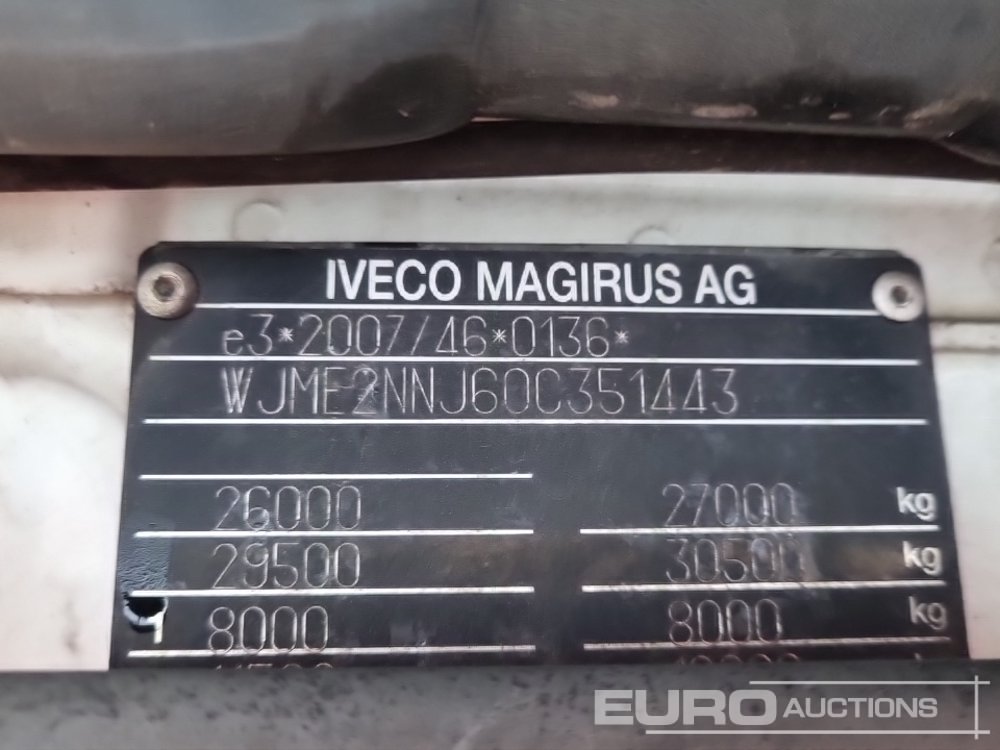 IVECO MAGIRUS AG
e3*2007/46*0136*
WJME2NNJ60C351443
26000 27000 kg
29500 30500 kg
1 8000 8000 kg
EURO AUCTIONS